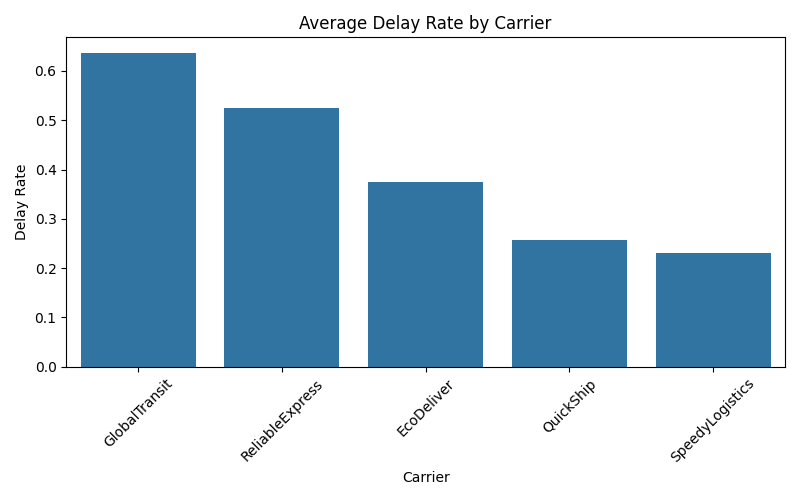 Average Delay Rate by Carrier
Delay Rate
0.6
0.5
0.4
0.3
0.2
0.1
0.0
GlobalTransit
ReliableExpress
EcoDeliver
QuickShip
SpeedyLogistics
Carrier